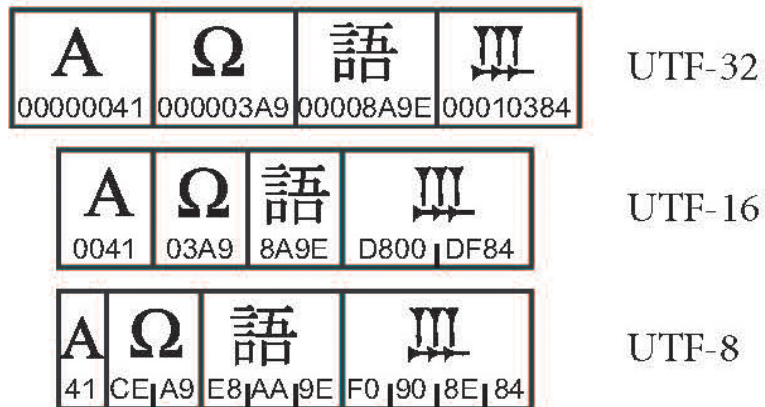 A Ω 語 𐎄 UTF-32
00000041 000003A9 00008A9E 00010384
A Ω 語 𐎄 UTF-16
0041 03A9 8A9E D800 DF84
A Ω 語 𐎄 UTF-8
41 CE A9 E8 AA 9E F0 90 8E 84